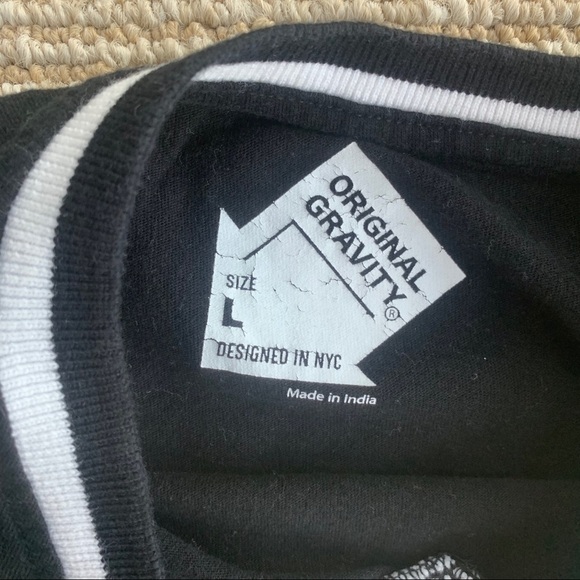 ORIGINAL
GRAVITY®
SIZE
L
DESIGNED IN NYC
Made in India